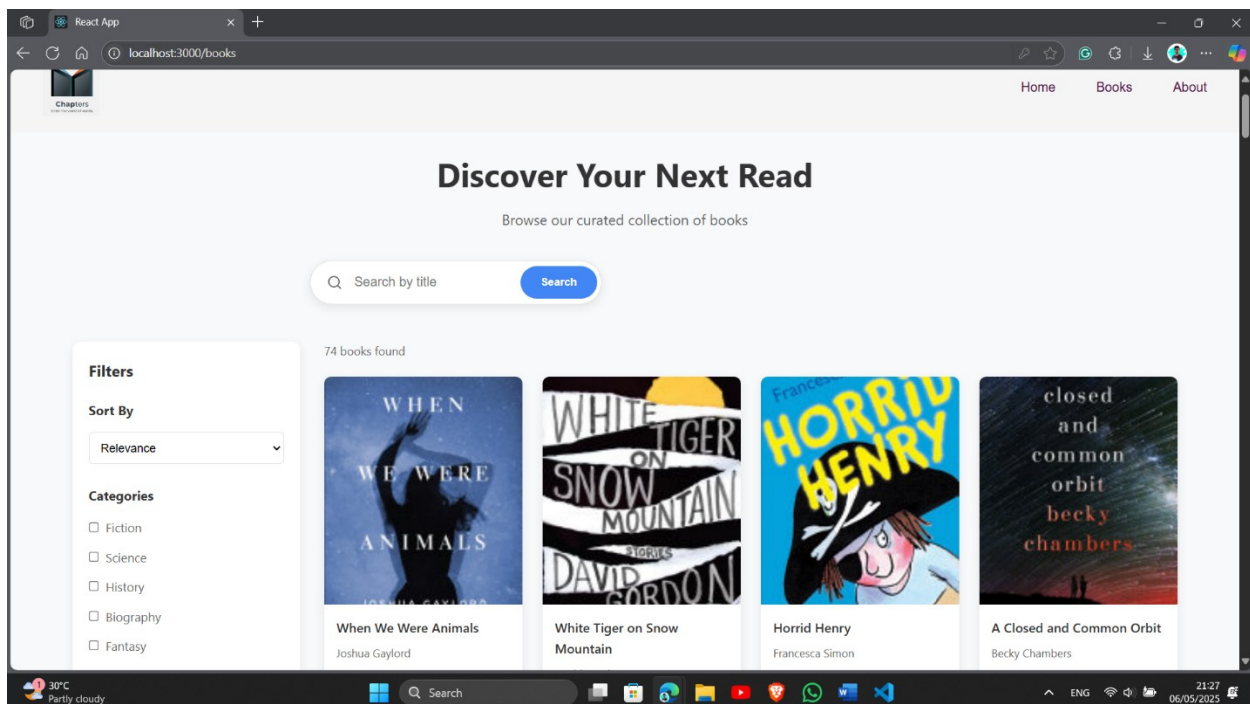 React App
localhost:3000/books
Chapters
Home Books About
Discover Your Next Read
Browse our curated collection of books
Search by title Search
Filters
Sort By
Relevance
Categories
Fiction
Science
History
Biography
Fantasy
74 books found
WHEN
WE WERE
ANIMALS
JOSHUA GAYLORD
When We Were Animals
Joshua Gaylord
WHITE
TIGER
ON
SNOW
MOUNTAIN
STORIES
DAVID
GORDON
White Tiger on Snow
Mountain
HORRID
HENRY
Horrid Henry
Francesca Simon
closed
and
common
orbit
becky
chambers
A Closed and Common Orbit
Becky Chambers
1
30°C
Partly cloudy
Search
ENG
21:27
06/05/2025